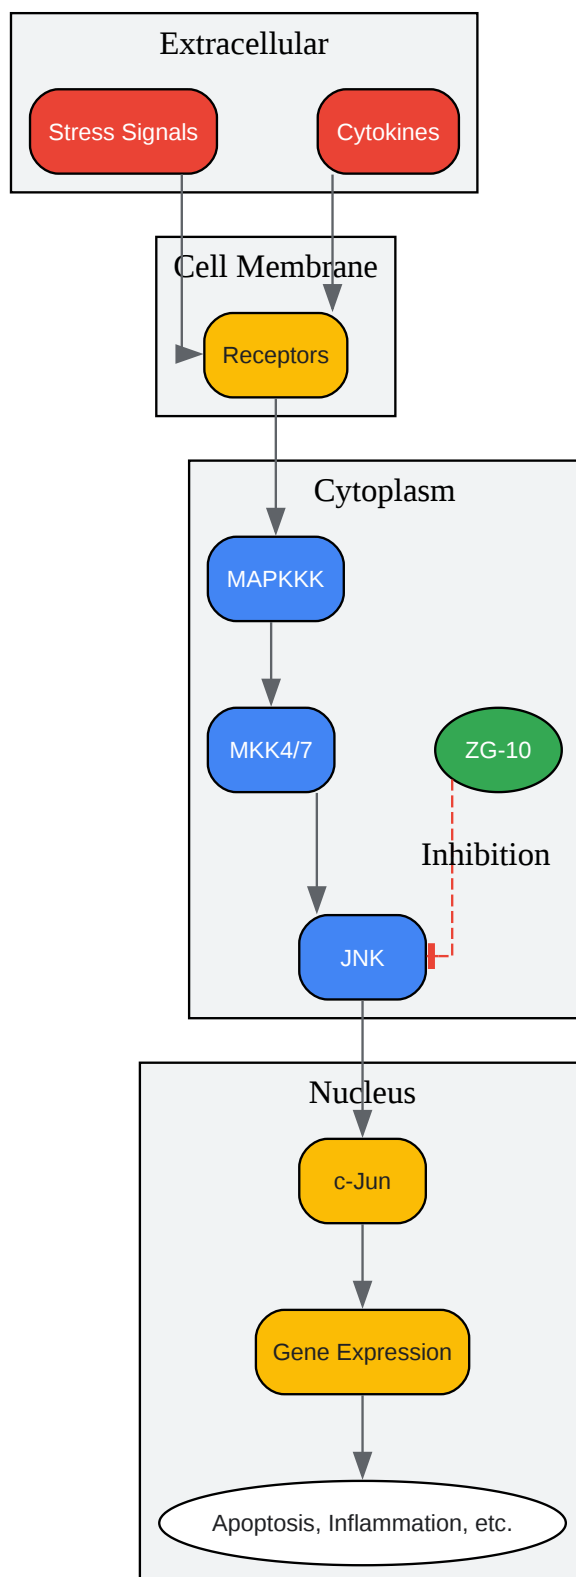 Extracellular
Stress Signals
Cytokines
Cell Membrane
Receptors
Cytoplasm
MAPKKK
MKK4/7
ZG-10
Inhibition
JNK
Nucleus
c-Jun
Gene Expression
Apoptosis, Inflammation, etc.